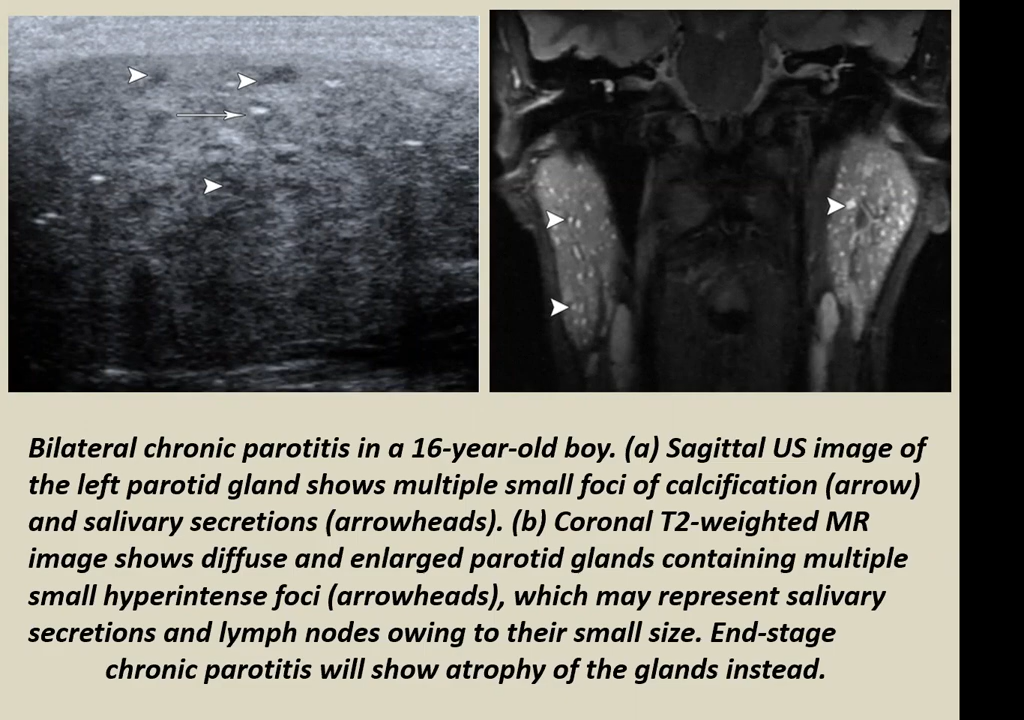 Bilateral chronic parotitis in a 16-year-old boy. (a) Sagittal US image of
the left parotid gland shows multiple small foci of calcification (arrow)
and salivary secretions (arrowheads). (b) Coronal T2-weighted MR
image shows diffuse and enlarged parotid glands containing multiple
small hyperintense foci (arrowheads), which may represent salivary
secretions and lymph nodes owing to their small size. End-stage
chronic parotitis will show atrophy of the glands instead.